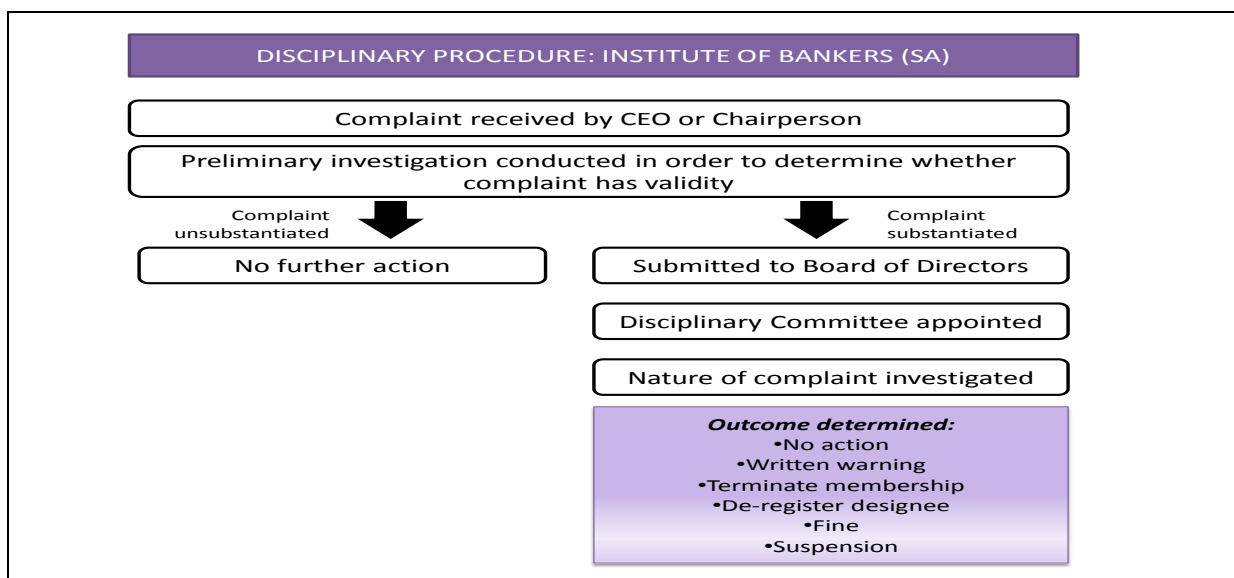 DISCIPLINARY PROCEDURE: INSTITUTE OF BANKERS (SA)
Complaint received by CEO or Chairperson
Preliminary investigation conducted in order to determine whether
complaint has validity
Complaint
unsubstantiated
Complaint
substantiated
No further action
Submitted to Board of Directors
Disciplinary Committee appointed
Nature of complaint investigated
Outcome determined:
•No action
•Written warning
•Terminate membership
•De-register designee
•Fine
•Suspension